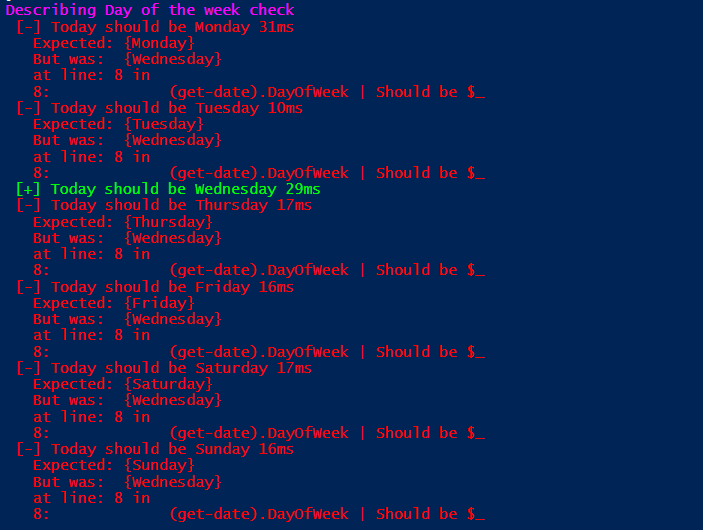 Describing Day of the week check
[-] Today should be Monday 31ms
Expected: {Monday}
But was:  {Wednesday}
at line: 8 in
8:             (get-date).DayOfWeek | Should be $_
[-] Today should be Tuesday 10ms
Expected: {Tuesday}
But was:  {Wednesday}
at line: 8 in
8:             (get-date).DayOfWeek | Should be $_
[+] Today should be Wednesday 29ms
[-] Today should be Thursday 17ms
Expected: {Thursday}
But was:  {Wednesday}
at line: 8 in
8:             (get-date).DayOfWeek | Should be $_
[-] Today should be Friday 16ms
Expected: {Friday}
But was:  {Wednesday}
at line: 8 in
8:             (get-date).DayOfWeek | Should be $_
[-] Today should be Saturday 17ms
Expected: {Saturday}
But was:  {Wednesday}
at line: 8 in
8:             (get-date).DayOfWeek | Should be $_
[-] Today should be Sunday 16ms
Expected: {Sunday}
But was:  {Wednesday}
at line: 8 in
8:             (get-date).DayOfWeek | Should be $_